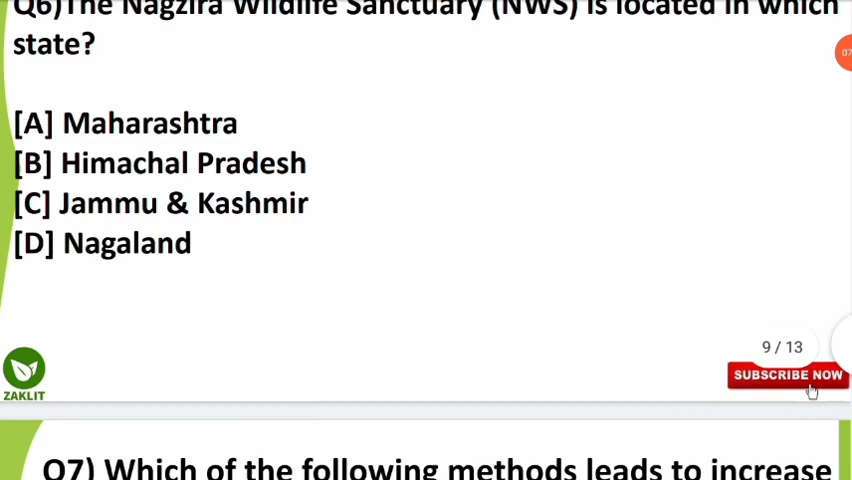 Q6)The Nagzira Wildlife Sanctuary (NWS) is located in which
state?
07
[A] Maharashtra
[B] Himachal Pradesh
[C] Jammu & Kashmir
[D] Nagaland
9 / 13
SUBSCRIBE NOW
ZAKLIT
Q7) Which of the following methods leads to increase